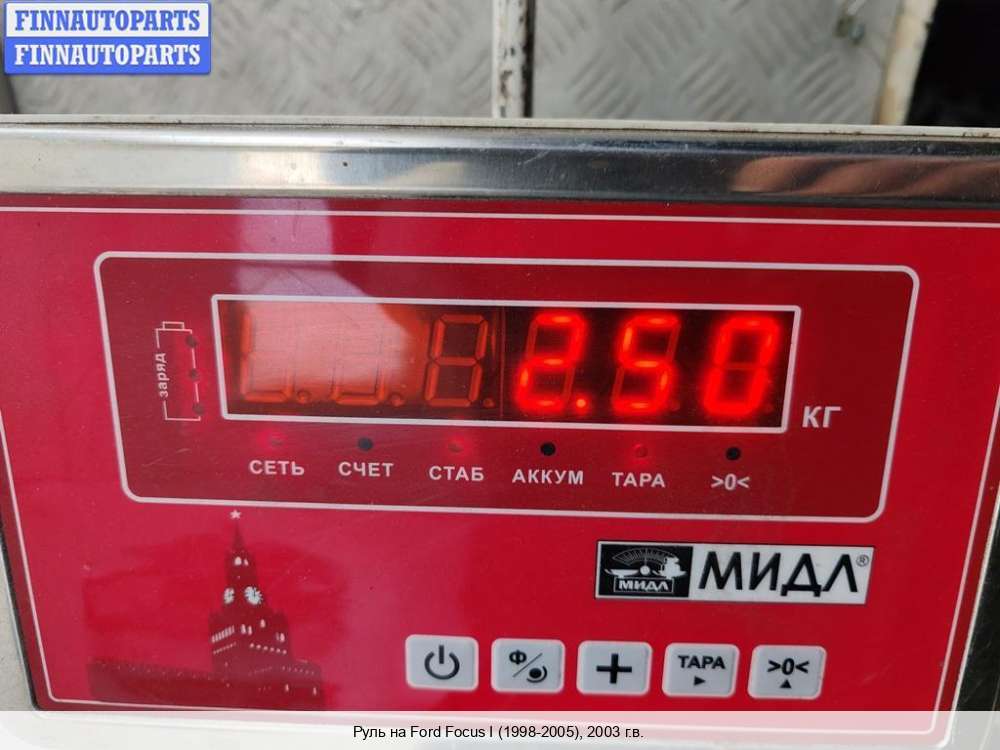 FINNAUTOPARTS
FINNAUTOPARTS
2.50
КГ
заряд
СЕТЬ СЧЕТ СТАБ АККУМ ТАРА >0<
МИДЛ
МИДЛ®
Ф ТАРА >0<
Руль на Ford Focus I (1998-2005), 2003 г.в.